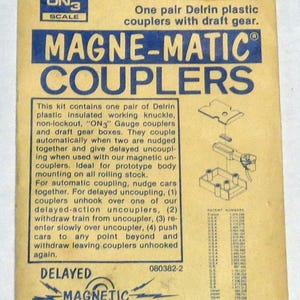 ON3
SCALE
One pair Delrin plastic
couplers with draft gear.
MAGNE-MATIC®
COUPLERS
This kit contains one pair of Delrin
plastic insulated working knuckle,
non-lockout, "ON3" Gauge couplers
and draft gear boxes. They couple
automatically when two are nudged
together and give delayed uncoupl-
ing when used with our magnetic un-
couplers. Ideal for prototype body
mounting on all rolling stock.
For automatic coupling, nudge cars
together. For delayed uncoupling, (1)
couplers unhook over one of our
delayed-action uncouplers, (2)
withdraw train from uncoupler, (3) re-
enter slowly over uncoupler, (4) push
cars to any point beyond and
withdraw leaving couplers unhooked
again.
080382-2
DELAYED
MAGNETIC